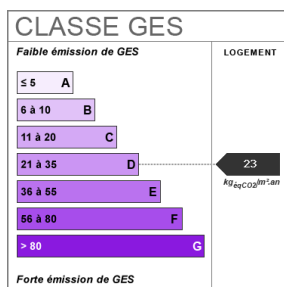 CLASSE GES
Faible émission de GES
LOGEMENT
≤ 5 A
6 à 10 B
11 à 20 C
21 à 35 D
23
kgéqCO2/m².an
36 à 55 E
56 à 80 F
> 80 G
Forte émission de GES